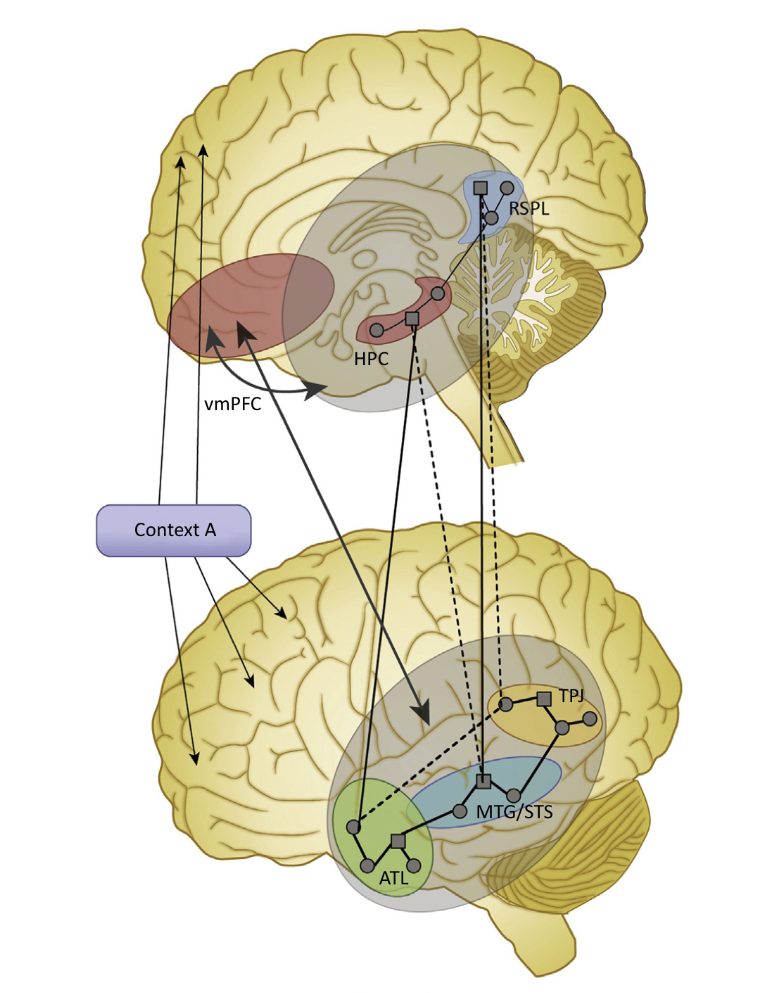 RSPL
HPC
vmPFC
Context A
TPJ
MTG/STS
ATL